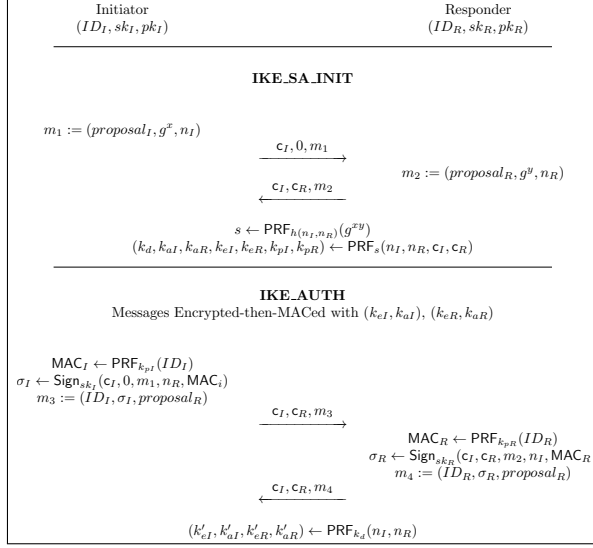 Initiator
(ID_I, sk_I, pk_I)
Responder
(ID_R, sk_R, pk_R)
IKE_SA_INIT
m_1 := (proposal_I, g^x, n_I)
c_I, 0, m_1
m_2 := (proposal_R, g^y, n_R)
c_I, c_R, m_2
s ← PRF_{h(n_I,n_R)}(g^{xy})
(k_d, k_{aI}, k_{aR}, k_{eI}, k_{eR}, k_{pI}, k_{pR}) ← PRF_s(n_I, n_R, c_I, c_R)
IKE_AUTH
Messages Encrypted-then-MACed with (k_{eI}, k_{aI}), (k_{eR}, k_{aR})
MAC_I ← PRF_{k_{pI}}(ID_I)
σ_I ← Sign_{sk_I}(c_I, 0, m_1, n_R, MAC_i)
m_3 := (ID_I, σ_I, proposal_R)
c_I, c_R, m_3
MAC_R ← PRF_{k_{pR}}(ID_R)
σ_R ← Sign_{sk_R}(c_I, c_R, m_2, n_I, MAC_R
m_4 := (ID_R, σ_R, proposal_R)
c_I, c_R, m_4
(k'_{eI}, k'_{aI}, k'_{eR}, k'_{aR}) ← PRF_{k_d}(n_I, n_R)